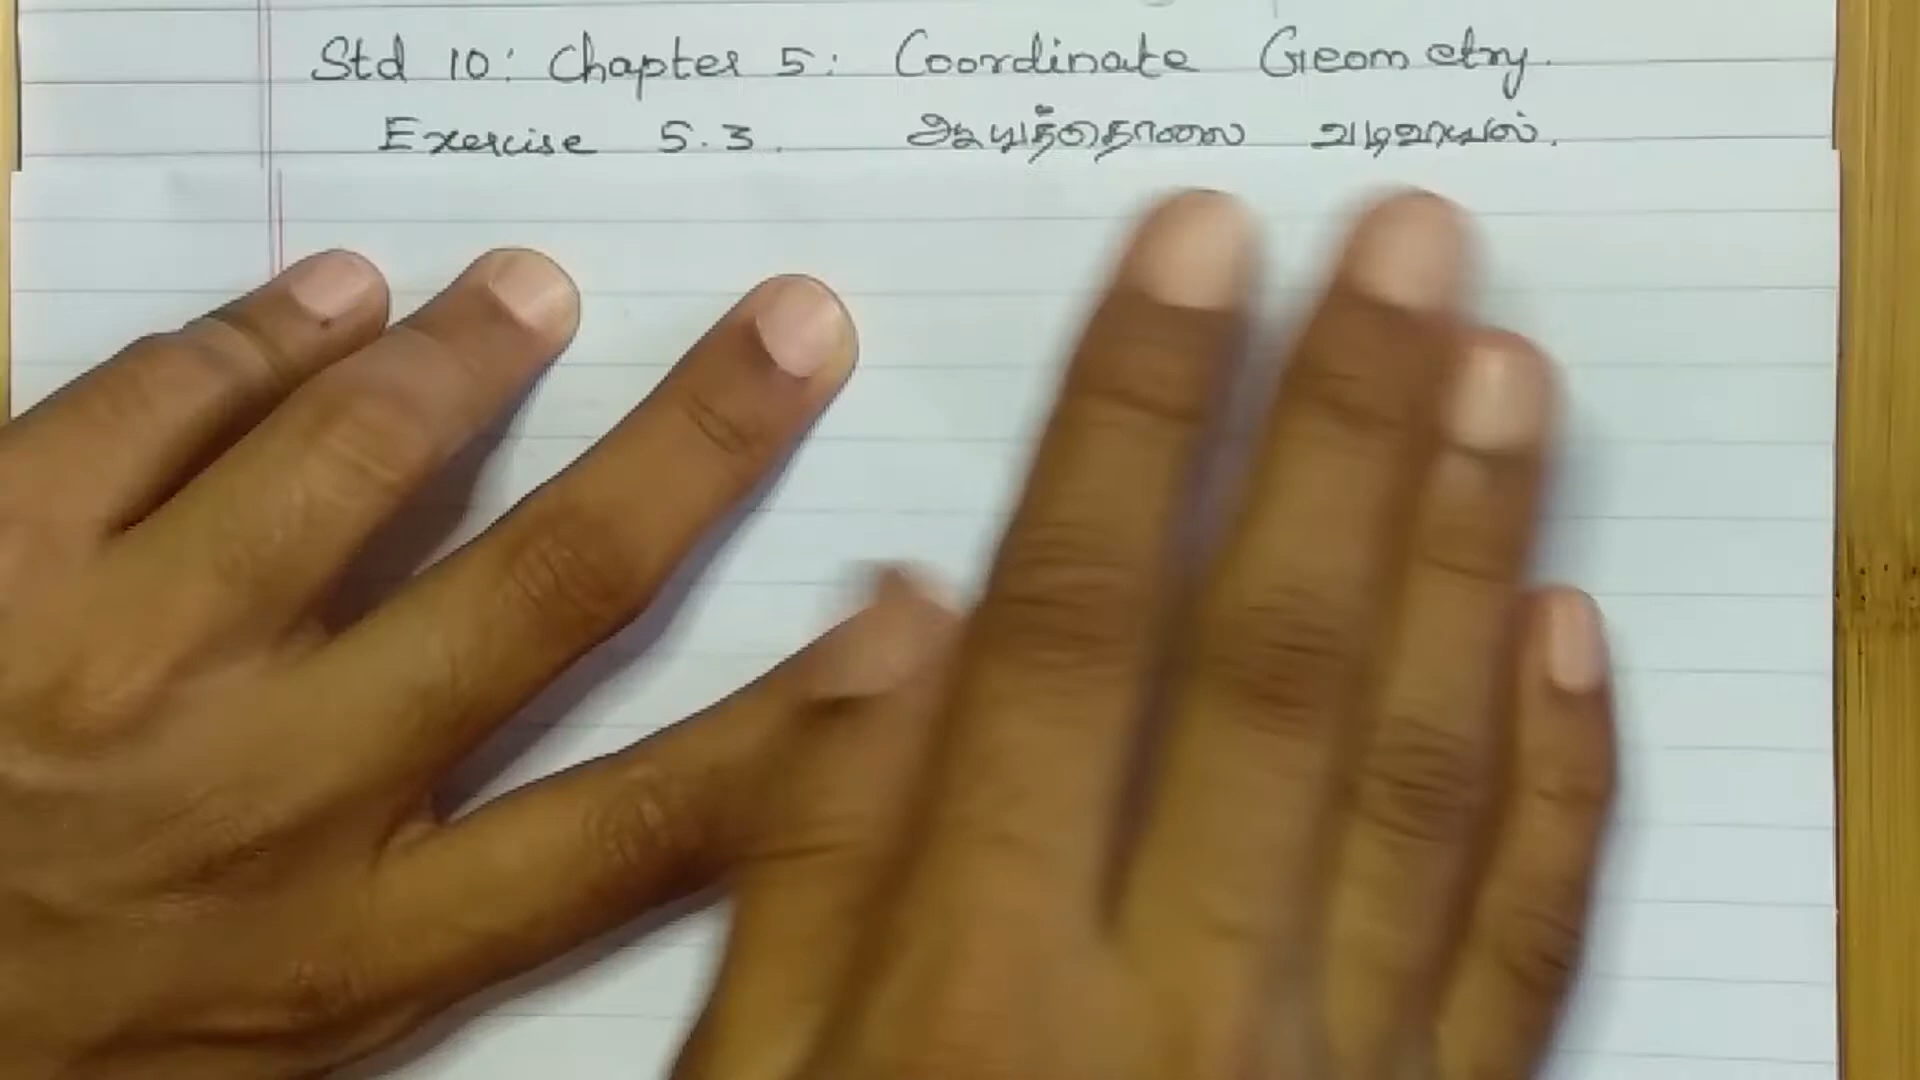 Std 10: Chapter 5: Coordinate Geometry.
Exercise 5.3. ஆயத்தொலை வடிவியல்.